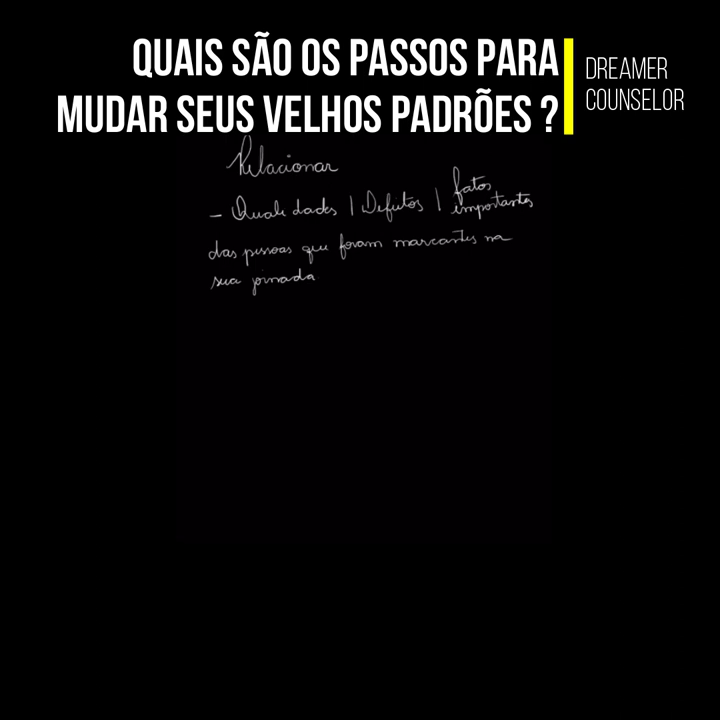 QUAIS SÃO OS PASSOS PARA
MUDAR SEUS VELHOS PADRÕES ?
DREAMER
COUNSELOR
Relacionar
- Qualidades | Defeitos | fatos importantes
das pessoas que foram marcantes na
sua jornada